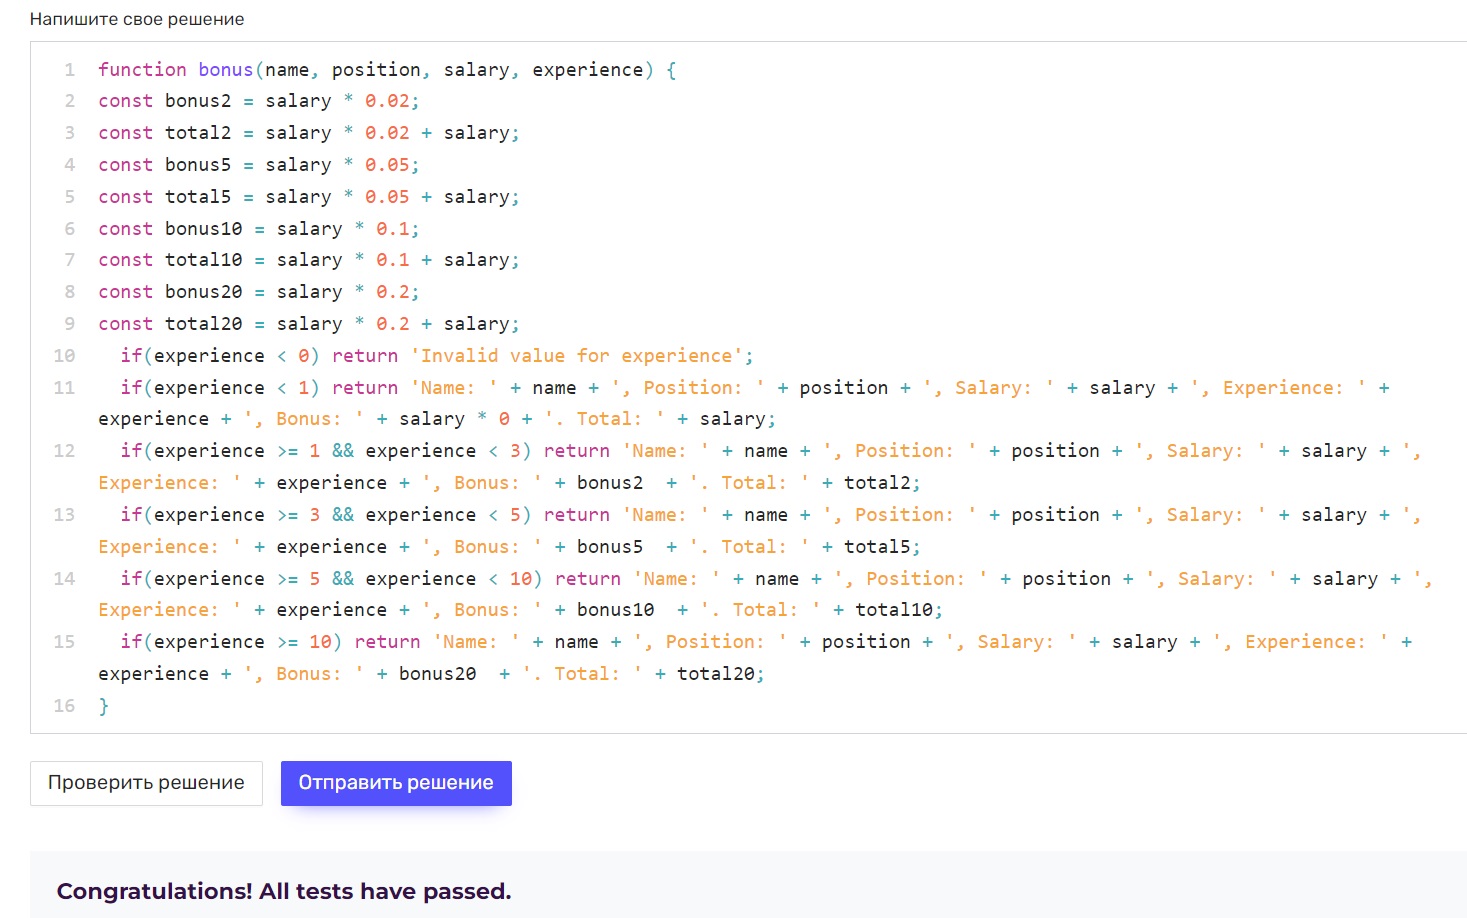 Напишите свое решение
1 function bonus(name, position, salary, experience) {
2 const bonus2 = salary * 0.02;
3 const total2 = salary * 0.02 + salary;
4 const bonus5 = salary * 0.05;
5 const total5 = salary * 0.05 + salary;
6 const bonus10 = salary * 0.1;
7 const total10 = salary * 0.1 + salary;
8 const bonus20 = salary * 0.2;
9 const total20 = salary * 0.2 + salary;
10   if(experience < 0) return 'Invalid value for experience';
11   if(experience < 1) return 'Name: ' + name + ', Position: ' + position + ', Salary: ' + salary + ', Experience: ' +
experience + ', Bonus: ' + salary * 0 + '. Total: ' + salary;
12   if(experience >= 1 && experience < 3) return 'Name: ' + name + ', Position: ' + position + ', Salary: ' + salary + ',
Experience: ' + experience + ', Bonus: ' + bonus2  + '. Total: ' + total2;
13   if(experience >= 3 && experience < 5) return 'Name: ' + name + ', Position: ' + position + ', Salary: ' + salary + ',
Experience: ' + experience + ', Bonus: ' + bonus5  + '. Total: ' + total5;
14   if(experience >= 5 && experience < 10) return 'Name: ' + name + ', Position: ' + position + ', Salary: ' + salary + ',
Experience: ' + experience + ', Bonus: ' + bonus10  + '. Total: ' + total10;
15   if(experience >= 10) return 'Name: ' + name + ', Position: ' + position + ', Salary: ' + salary + ', Experience: ' +
experience + ', Bonus: ' + bonus20  + '. Total: ' + total20;
16 }
Проверить решение Отправить решение
Congratulations! All tests have passed.